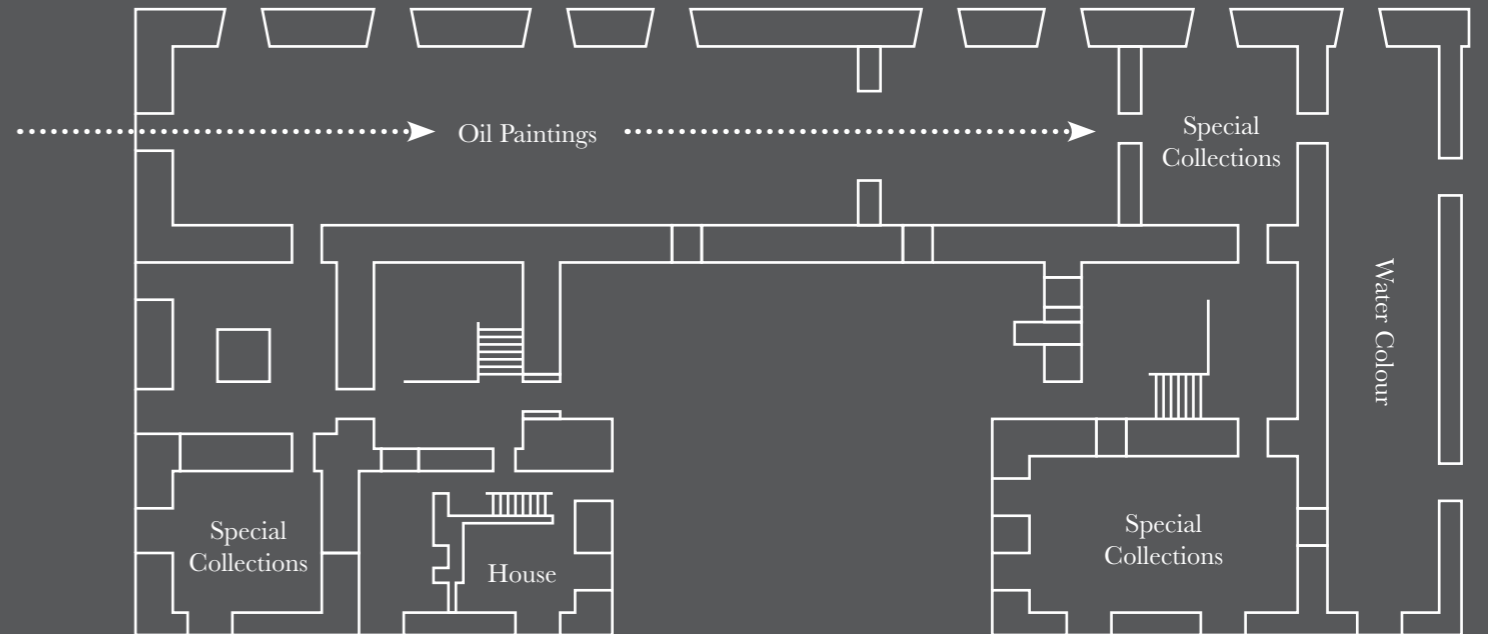 Oil Paintings
Special
Collections
Water Colour
Special
Collections
House
Special
Collections